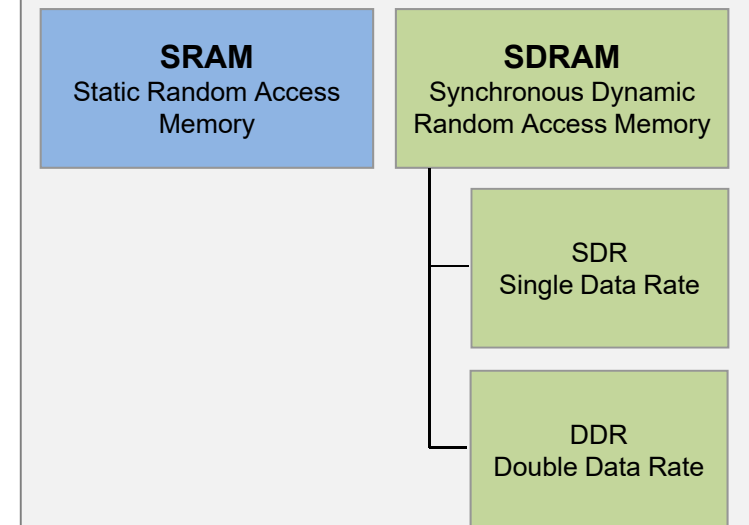 SRAM
Static Random Access
Memory
SDRAM
Synchronous Dynamic
Random Access Memory
SDR
Single Data Rate
DDR
Double Data Rate